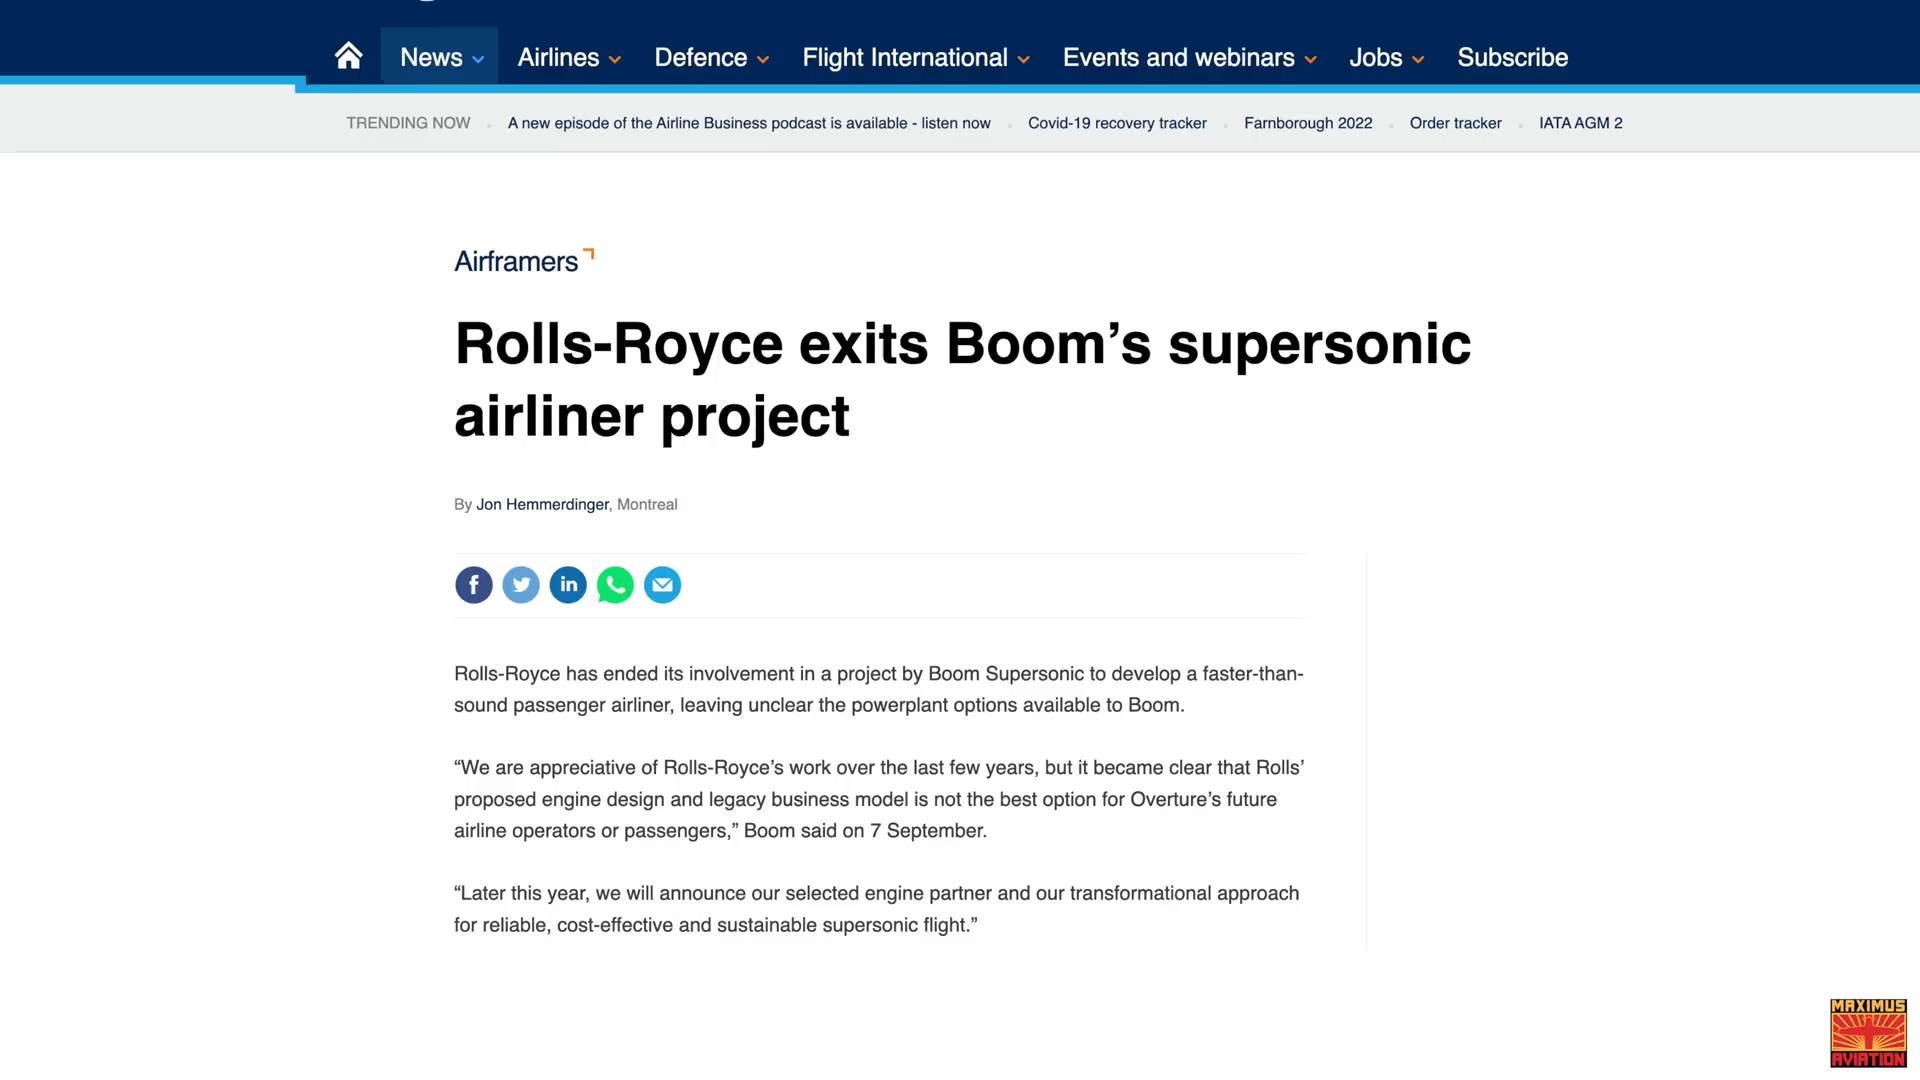 News Airlines Defence Flight International Events and webinars Jobs Subscribe
TRENDING NOW A new episode of the Airline Business podcast is available - listen now Covid-19 recovery tracker Farnborough 2022 Order tracker IATA AGM 2
Airframers
Rolls-Royce exits Boom’s supersonic
airliner project
By Jon Hemmerdinger, Montreal
Rolls-Royce has ended its involvement in a project by Boom Supersonic to develop a faster-than-
sound passenger airliner, leaving unclear the powerplant options available to Boom.
“We are appreciative of Rolls-Royce’s work over the last few years, but it became clear that Rolls’
proposed engine design and legacy business model is not the best option for Overture’s future
airline operators or passengers,” Boom said on 7 September.
“Later this year, we will announce our selected engine partner and our transformational approach
for reliable, cost-effective and sustainable supersonic flight.”
MAXIMUS
AVIATION